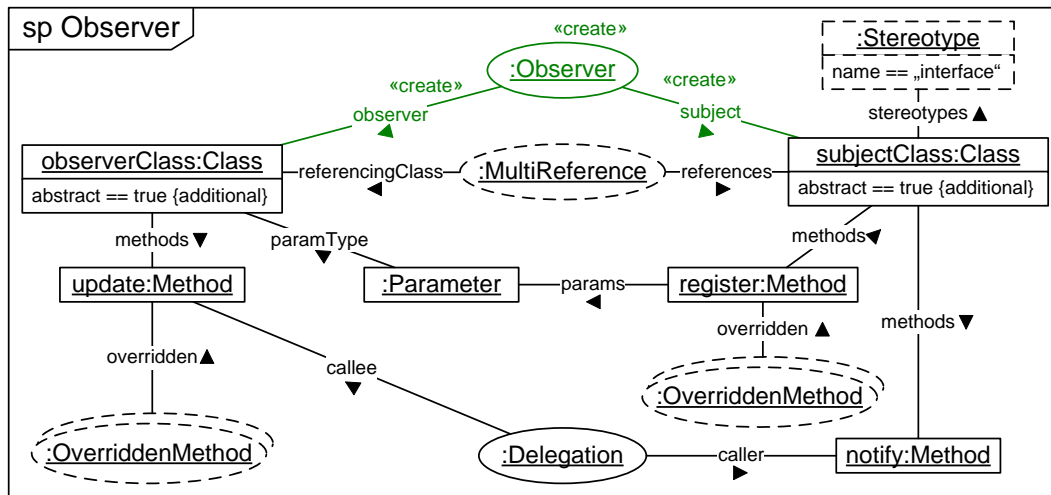 sp Observer
«create»
:Observer
«create»
«create»
observer ◀
subject ▶
:Stereotype
name == „interface“
stereotypes ▲
observerClass:Class
abstract == true {additional}
referencingClass ◀
:MultiReference
references ▶
subjectClass:Class
abstract == true {additional}
methods ▼
paramType ◀
methods ▶
update:Method
:Parameter
params ◀
register:Method
overridden ▲
callee ◀
overridden ▲
methods ▼
:OverriddenMethod
:OverriddenMethod
:Delegation
caller ▶
notify:Method